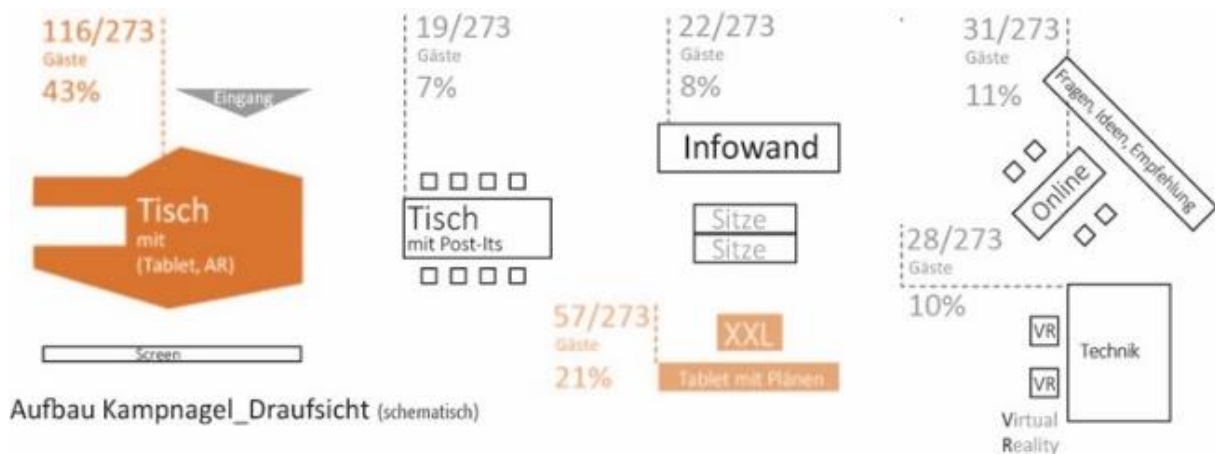 116/273
Gäste
43%
Eingang
Tisch
mit
(Tablet, AR)
Screen
19/273
Gäste
7%
Tisch
mit Post-Its
22/273
Gäste
8%
Infowand
Sitze
Sitze
57/273
Gäste
21%
XXL
Tablet mit Plänen
31/273
Gäste
11%
Fragen, Ideen, Empfehlung
Online
28/273
Gäste
10%
VR
VR
Technik
Virtual
Reality
Aufbau Kampnagel_Draufsicht (schematisch)